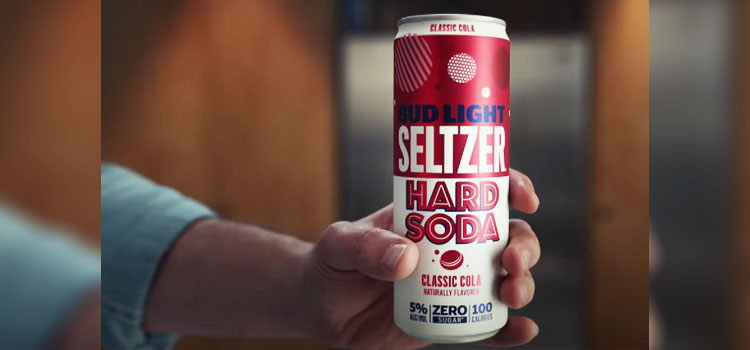 CLASSIC COLA
BUD LIGHT
SELTZER
HARD
SODA
CLASSIC COLA
NATURALLY FLAVORED
5% ZERO 100
ALC/VOL SUGAR* CALORIES